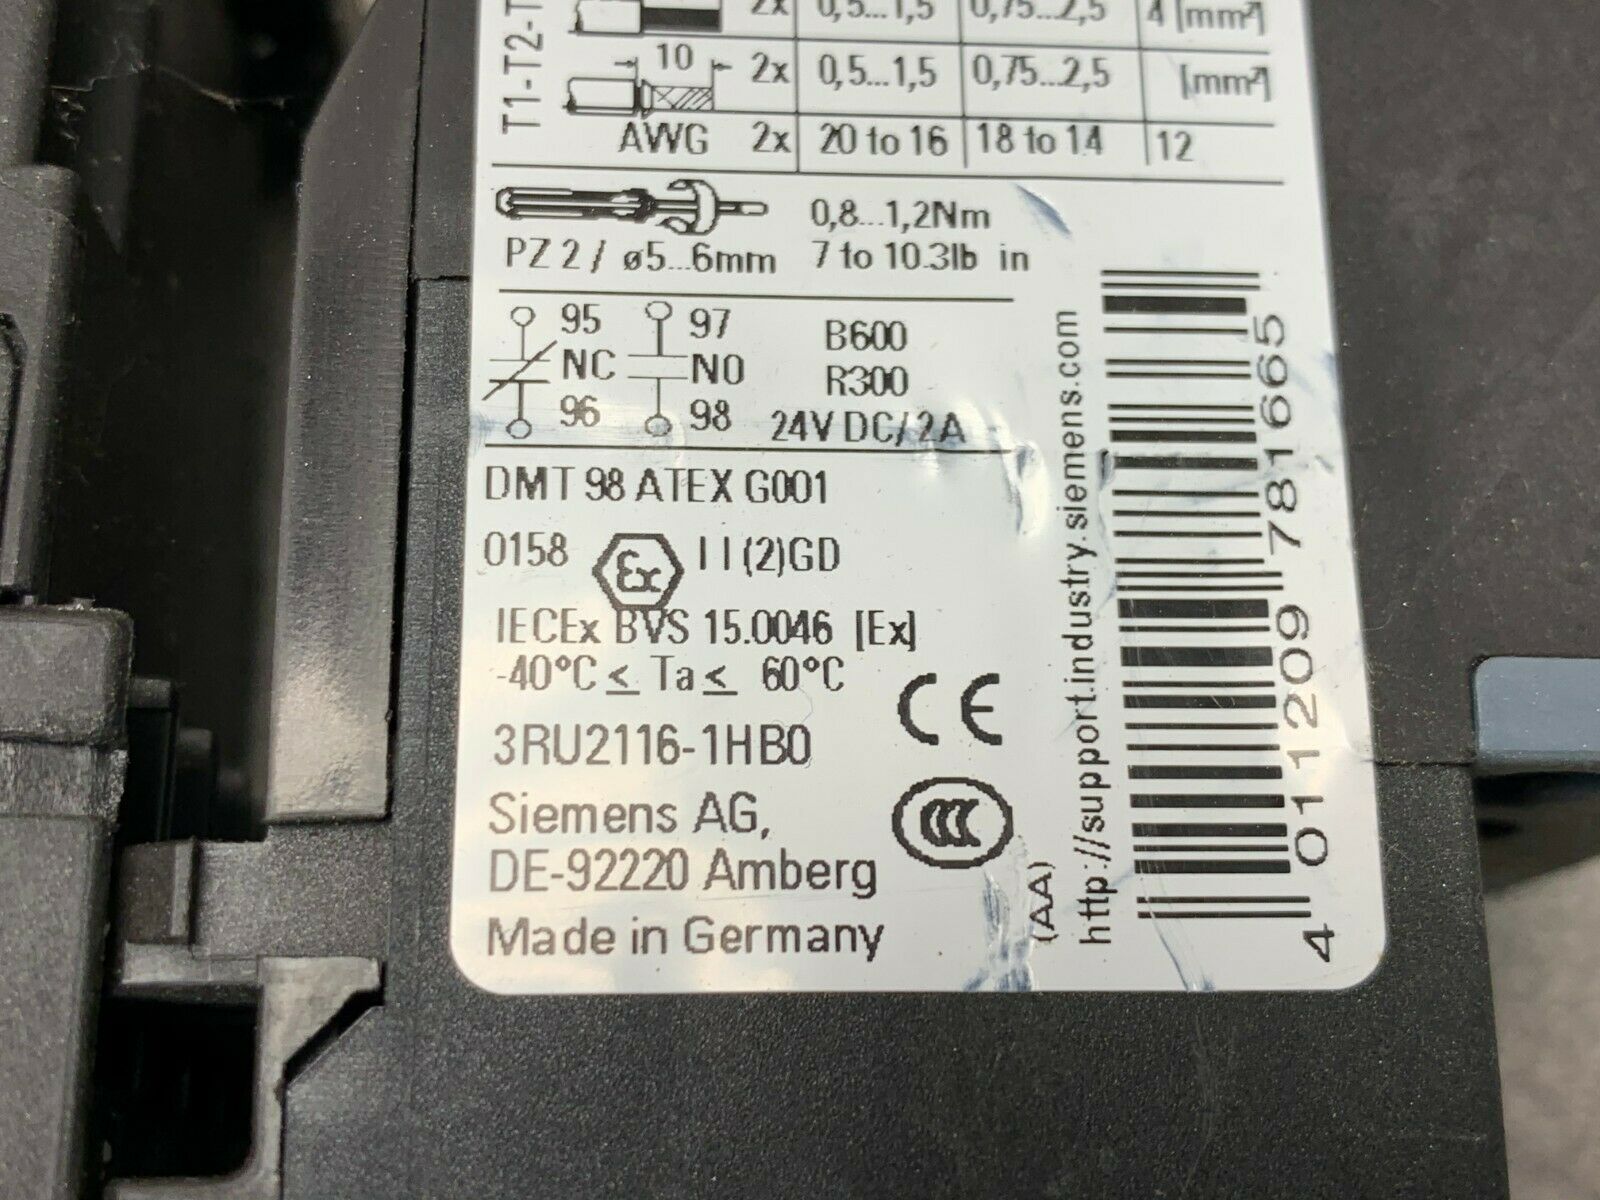 T1-T2-T
2x 0,5...1,5 0,75...2,5 4 [mm²]
10 2x 0,5...1,5 0,75...2,5 [mm²]
AWG 2x 20 to 16 18 to 14 12
0,8...1,2Nm
PZ 2 / ø5...6mm 7 to 10.3lb in
95 97 B600
NC NO R300
96 98 24V DC/ 2A
DMT 98 ATEX G001
0158 Ex II (2)GD
IECEx BVS 15.0046 [Ex]
-40°C ≤ Ta ≤ 60°C
CE
3RU2116-1HB0
CCC
Siemens AG,
DE-92220 Amberg
Made in Germany
(AA)
http://support.industry.siemens.com
4 011209 781665